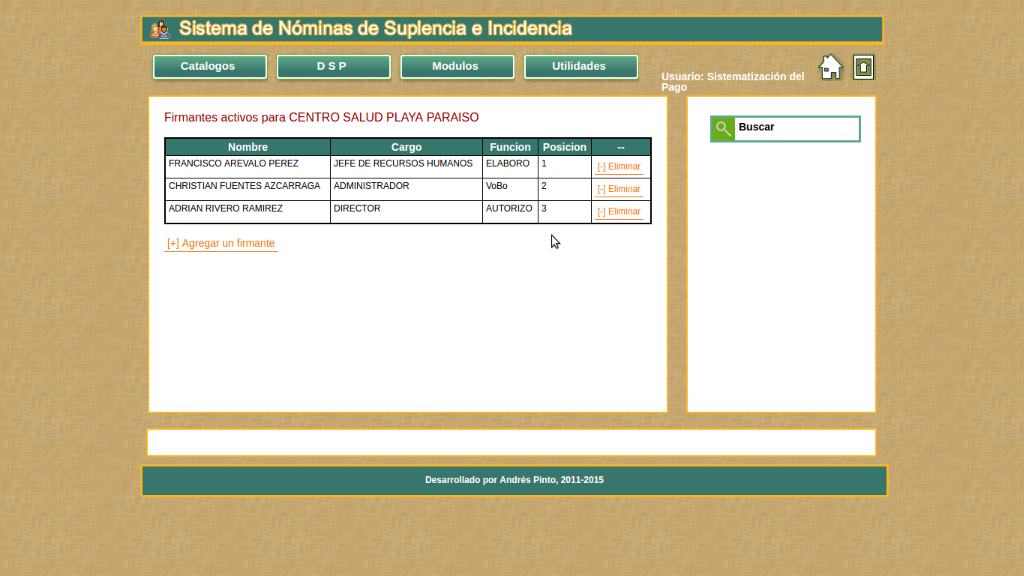 Sistema de Nóminas de Suplencia e Incidencia
Catalogos D S P Modulos Utilidades
Usuario: Sistematización del
Pago
Firmantes activos para CENTRO SALUD PLAYA PARAISO
Nombre Cargo Funcion Posicion --
FRANCISCO AREVALO PEREZ JEFE DE RECURSOS HUMANOS ELABORO 1 [-] Eliminar
CHRISTIAN FUENTES AZCARRAGA ADMINISTRADOR VoBo 2 [-] Eliminar
ADRIAN RIVERO RAMIREZ DIRECTOR AUTORIZO 3 [-] Eliminar
[+] Agregar un firmante
Buscar
Desarrollado por Andrés Pinto, 2011-2015